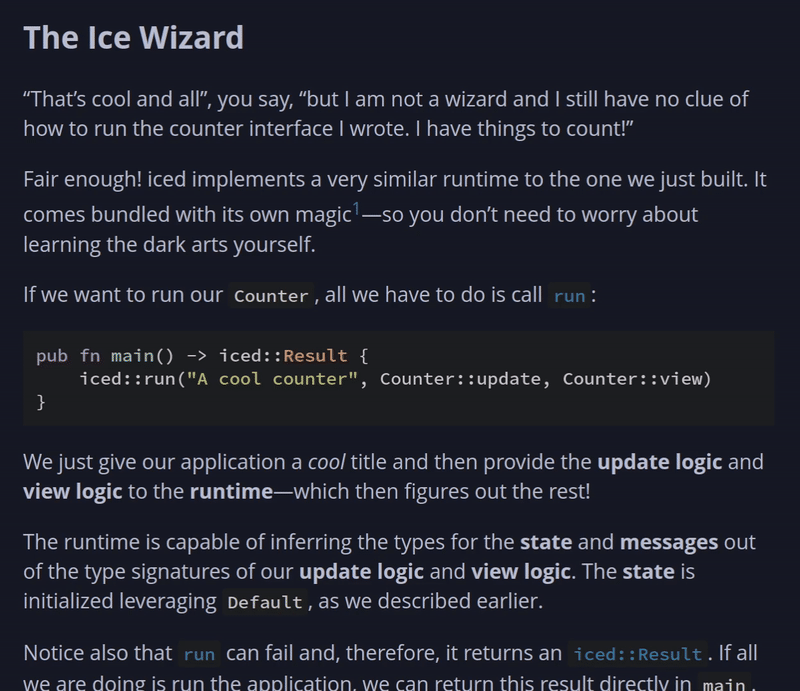 The Ice Wizard
“That’s cool and all”, you say, “but I am not a wizard and I still have no clue of
how to run the counter interface I wrote. I have things to count!”
Fair enough! iced implements a very similar runtime to the one we just built. It
comes bundled with its own magic1—so you don’t need to worry about
learning the dark arts yourself.
If we want to run our Counter, all we have to do is call run:
pub fn main() -> iced::Result {
    iced::run("A cool counter", Counter::update, Counter::view)
}
We just give our application a cool title and then provide the update logic and
view logic to the runtime—which then figures out the rest!
The runtime is capable of inferring the types for the state and messages out
of the type signatures of our update logic and view logic. The state is
initialized leveraging Default, as we described earlier.
Notice also that run can fail and, therefore, it returns an iced::Result. If all
we are doing is run the application, we can return this result directly in main.